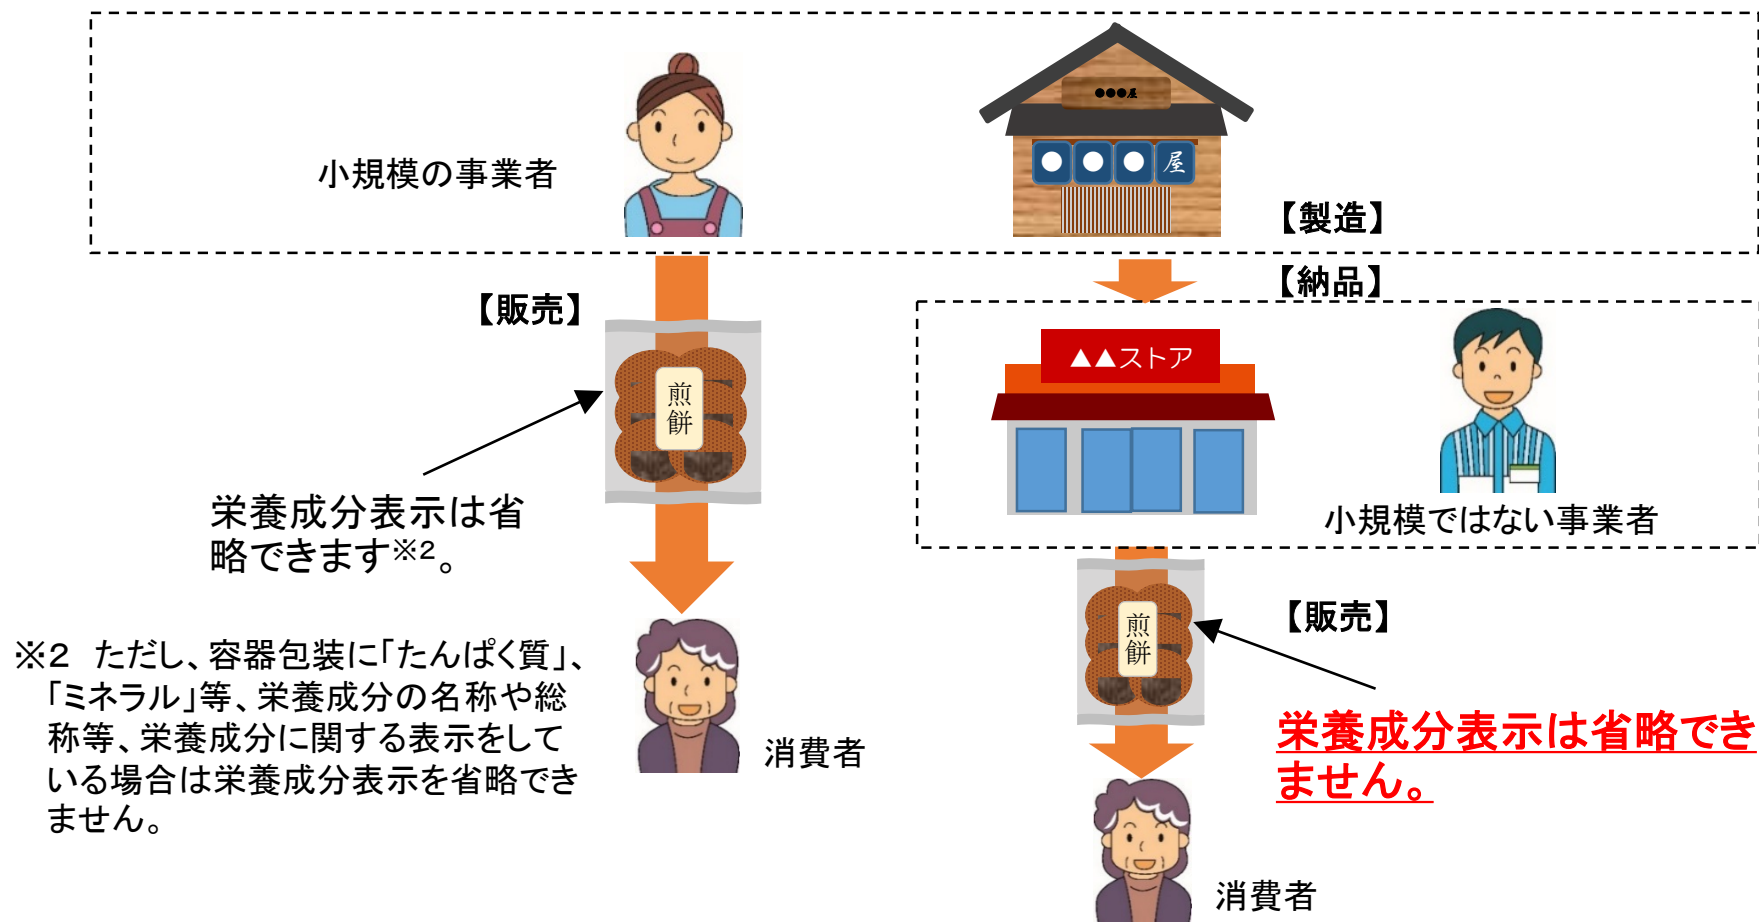 ●●●屋
●●●屋
小規模の事業者
【製造】
【納品】
【販売】
煎
餅
栄養成分表示は省
略できます※2。
※2　ただし、容器包装に「たんぱく質」、
「ミネラル」等、栄養成分の名称や総
称等、栄養成分に関する表示をして
いる場合は栄養成分表示を省略でき
ません。
消費者
▲▲ストア
小規模ではない事業者
【販売】
煎
餅
栄養成分表示は省略でき
ません。
消費者